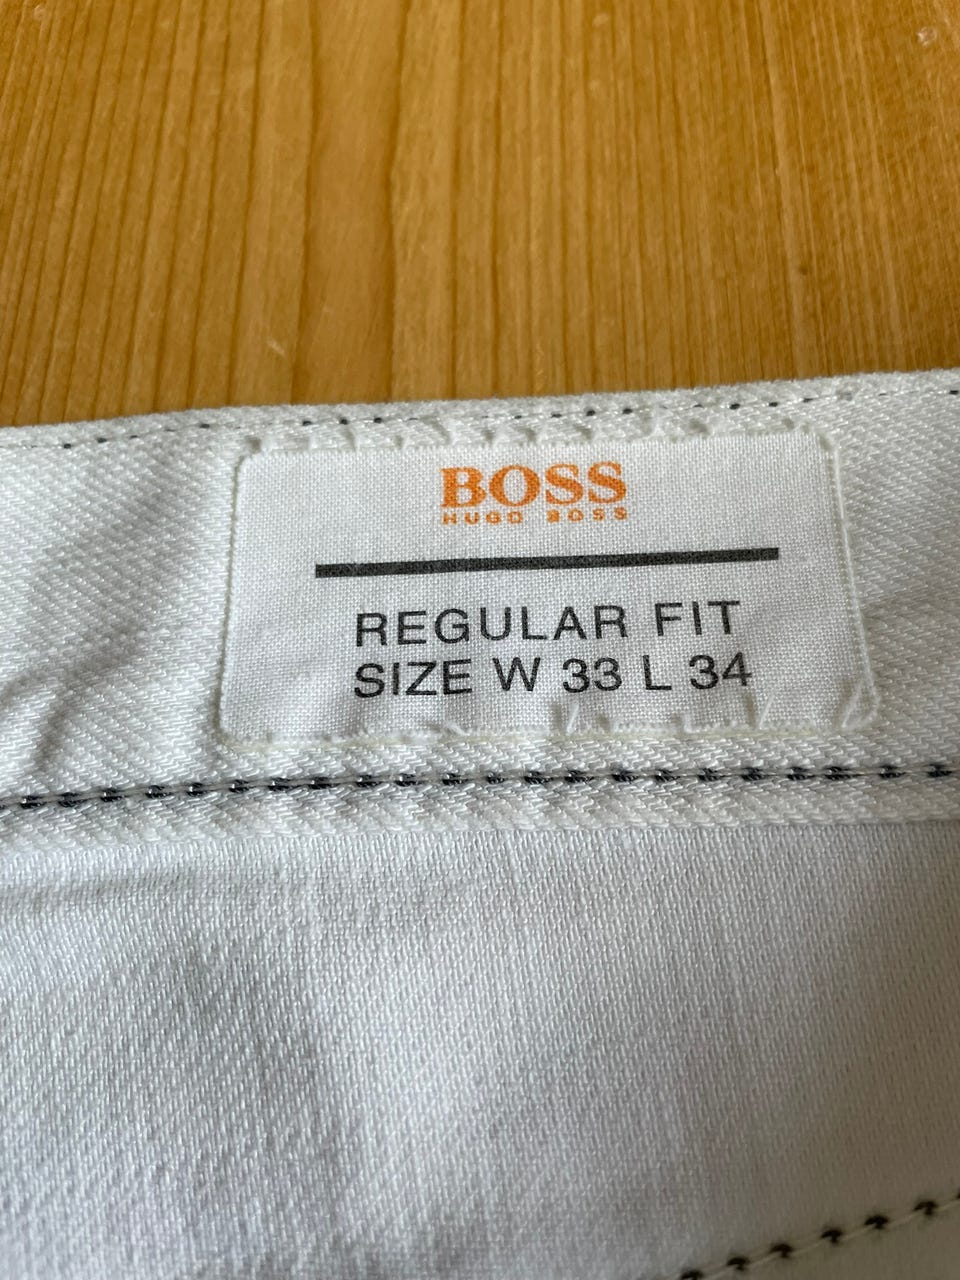 BOSS
HUGO BOSS
REGULAR FIT
SIZE W 33 L 34